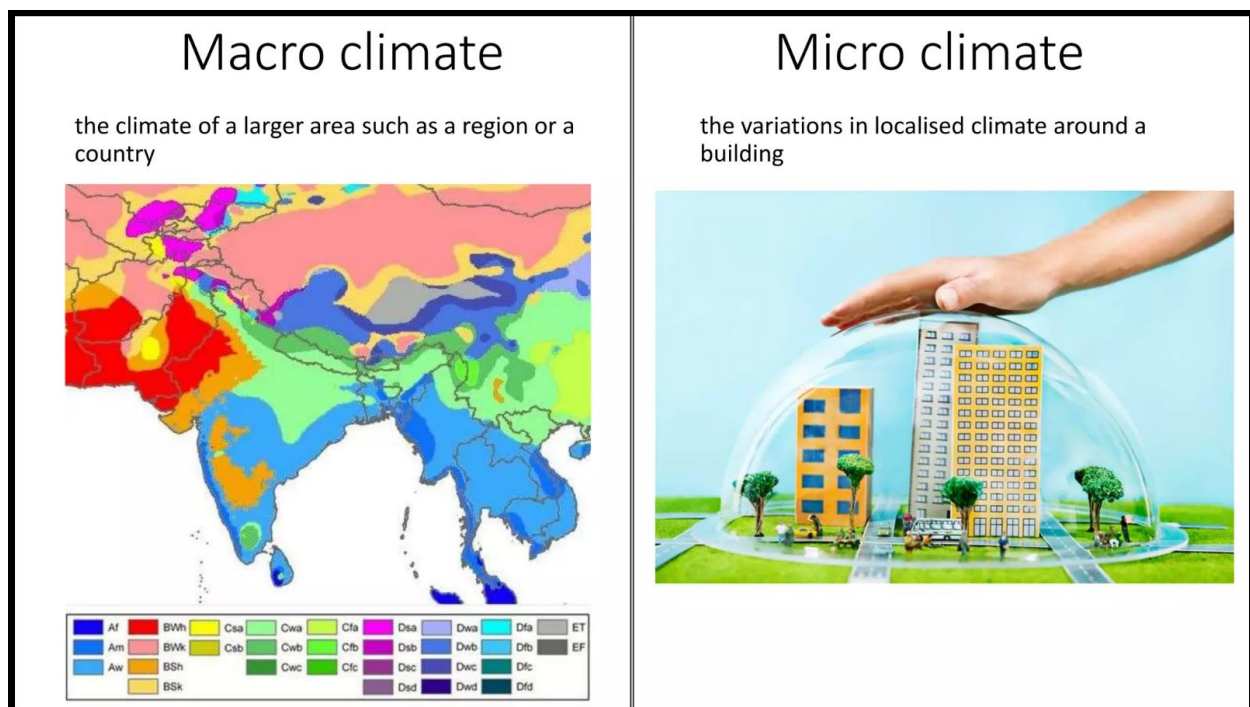 Macro climate
the climate of a larger area such as a region or a
country
Af BWh Csa Cwa Cfa Dsa Dwa Dfa ET
Am BWk Csb Cwb Cfb Dsb Dwb Dfb EF
Aw BSh Cwc Cfc Dsc Dwc Dfc
BSk Dsd Dwd Dfd
Micro climate
the variations in localised climate around a
building